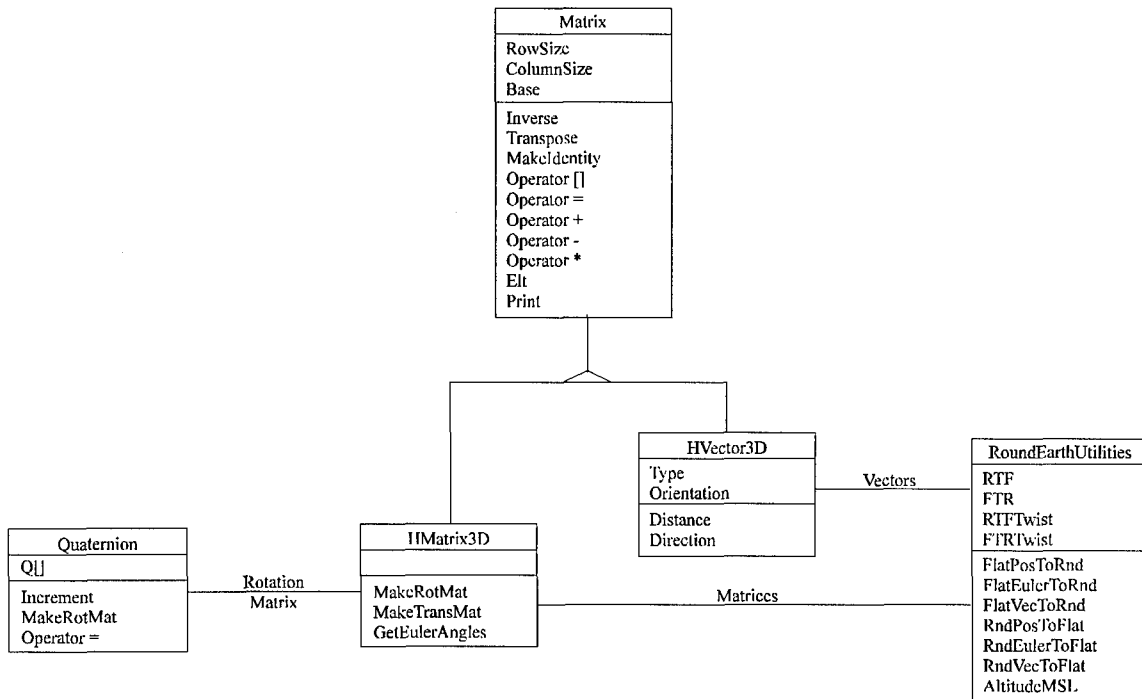 Matrix
RowSize
ColumnSize
Base
Inverse
Transpose
MakeIdentity
Operator []
Operator =
Operator +
Operator -
Operator *
Elt
Print
HVector3D
Type
Orientation
Distance
Direction
Vectors
RoundEarthUtilities
RTF
FTR
RTFTwist
FTRTwist
FlatPosToRnd
FlatEulerToRnd
FlatVecToRnd
RndPosToFlat
RndEulerToFlat
RndVecToFlat
AltitudeMSL
Quaternion
Q[]
Increment
MakeRotMat
Operator =
Rotation
Matrix
HMatrix3D
MakeRotMat
MakeTransMat
GetEulerAngles
Matrices